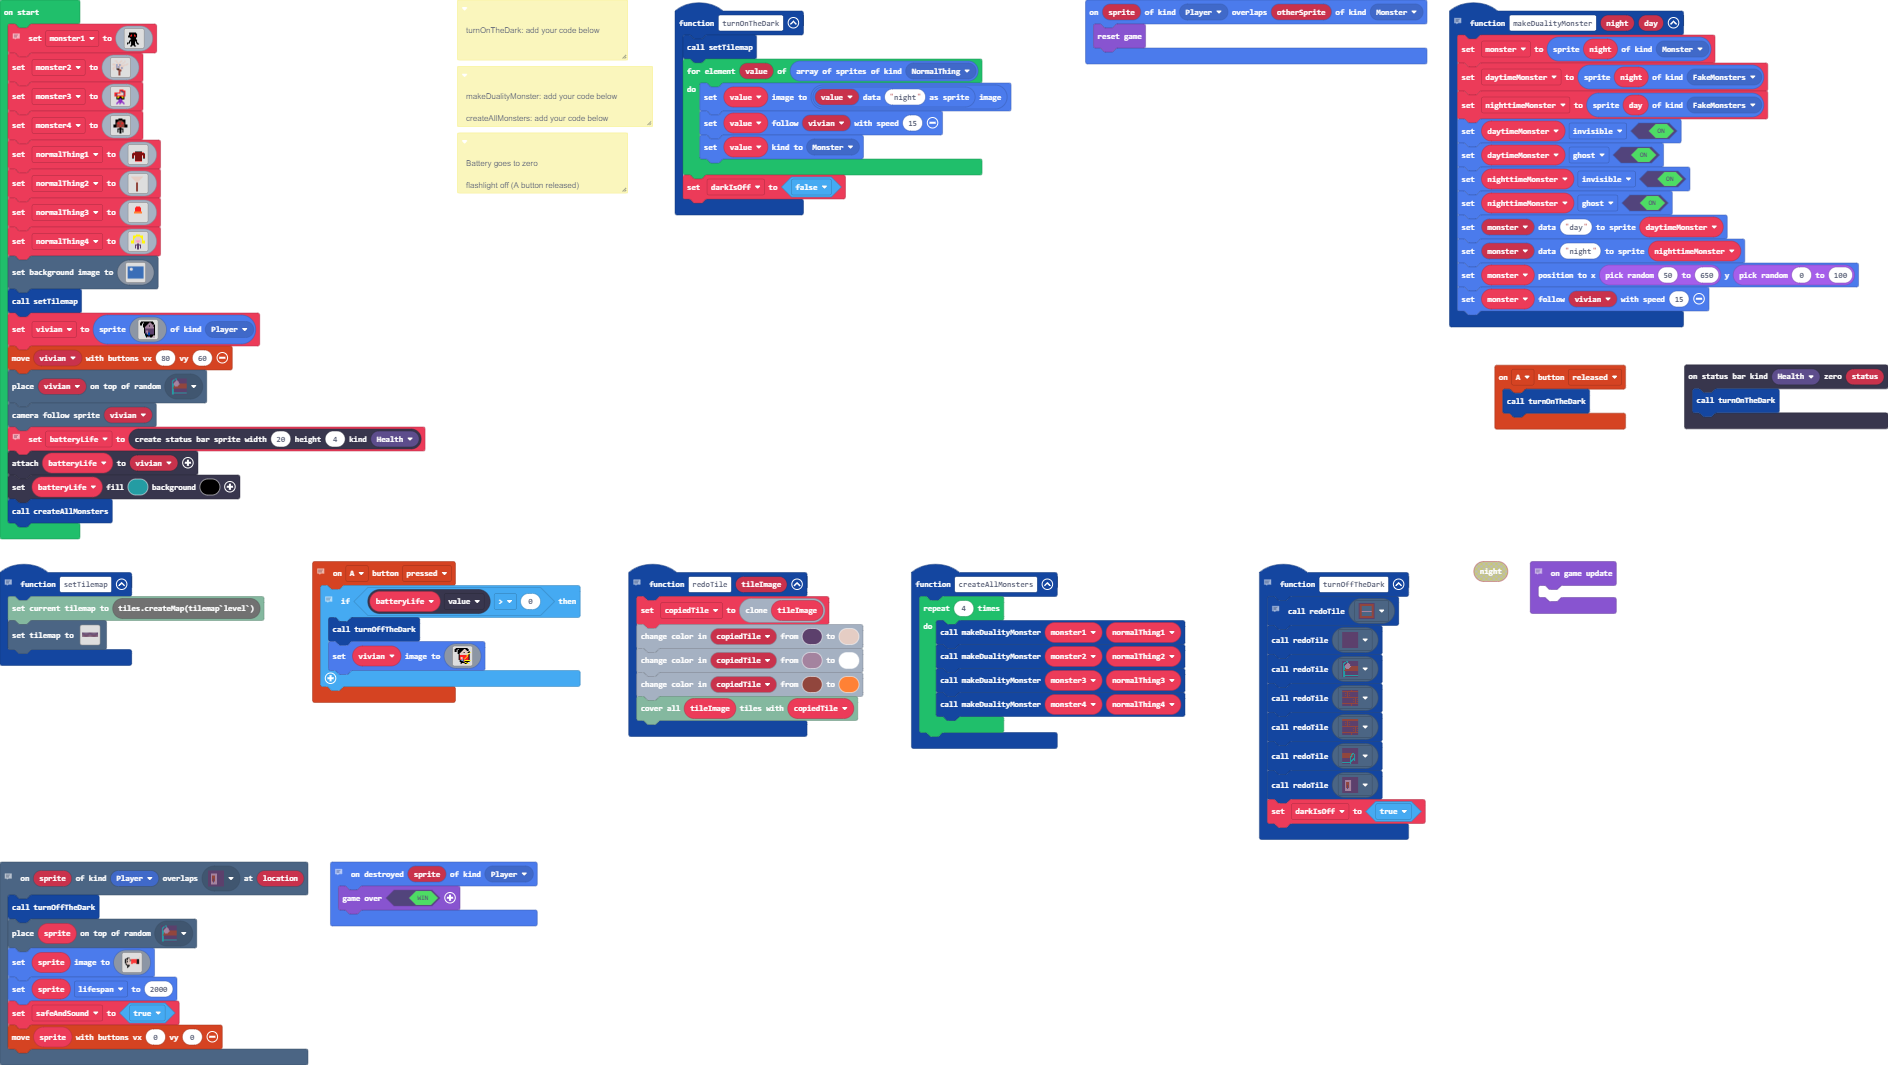 on start
set monster1 to
set monster2 to
set monster3 to
set monster4 to
set normalThing1 to
set normalThing2 to
set normalThing3 to
set normalThing4 to
set background image to
call setTilemap
set vivian to sprite of kind Player
move vivian with buttons vx 80 vy 60
place vivian on top of random
camera follow sprite vivian
set batteryLife to create status bar sprite width 20 height 4 kind Health
attach batteryLife to vivian
set batteryLife fill background
call createAllMonsters
turnOnTheDark: add your code below
makeDualityMonster: add your code below
createAllMonsters: add your code below
Battery goes to zero
flashlight off (A button released)
function turnOnTheDark
call setTilemap
for element value of array of sprites of kind NormalThing
do
set value image to value data "night" as sprite image
set value follow vivian with speed 15
set value kind to Monster
set darkIsOff to false
on sprite of kind Player overlaps otherSprite of kind Monster
reset game
function makeDualityMonster night day
set monster to sprite night of kind Monster
set daytimeMonster to sprite night of kind FakeMonsters
set nighttimeMonster to sprite day of kind FakeMonsters
set daytimeMonster invisible ON
set daytimeMonster ghost ON
set nighttimeMonster invisible ON
set nighttimeMonster ghost ON
set monster data "day" to sprite daytimeMonster
set monster data "night" to sprite nighttimeMonster
set monster position to x pick random 50 to 650 y pick random 0 to 100
set monster follow vivian with speed 15
on A button released
call turnOnTheDark
on status bar kind Health zero status
call turnOnTheDark
function setTilemap
set current tilemap to tiles.createMap(tilemap`level`)
set tilemap to
on A button pressed
if batteryLife value > 0 then
call turnOffTheDark
set vivian image to
function redoTile tileImage
set copiedTile to clone tileImage
change color in copiedTile from to
change color in copiedTile from to
change color in copiedTile from to
cover all tileImage tiles with copiedTile
function createAllMonsters
repeat 4 times
do
call makeDualityMonster monster1 normalThing1
call makeDualityMonster monster2 normalThing2
call makeDualityMonster monster3 normalThing3
call makeDualityMonster monster4 normalThing4
function turnOffTheDark
call redoTile
call redoTile
call redoTile
call redoTile
call redoTile
call redoTile
call redoTile
set darkIsOff to true
night
on game update
on sprite of kind Player overlaps at location
call turnOffTheDark
place sprite on top of random
set sprite image to
set sprite lifespan to 2000
set safeAndSound to true
move sprite with buttons vx 0 vy 0
on destroyed sprite of kind Player
game over WIN